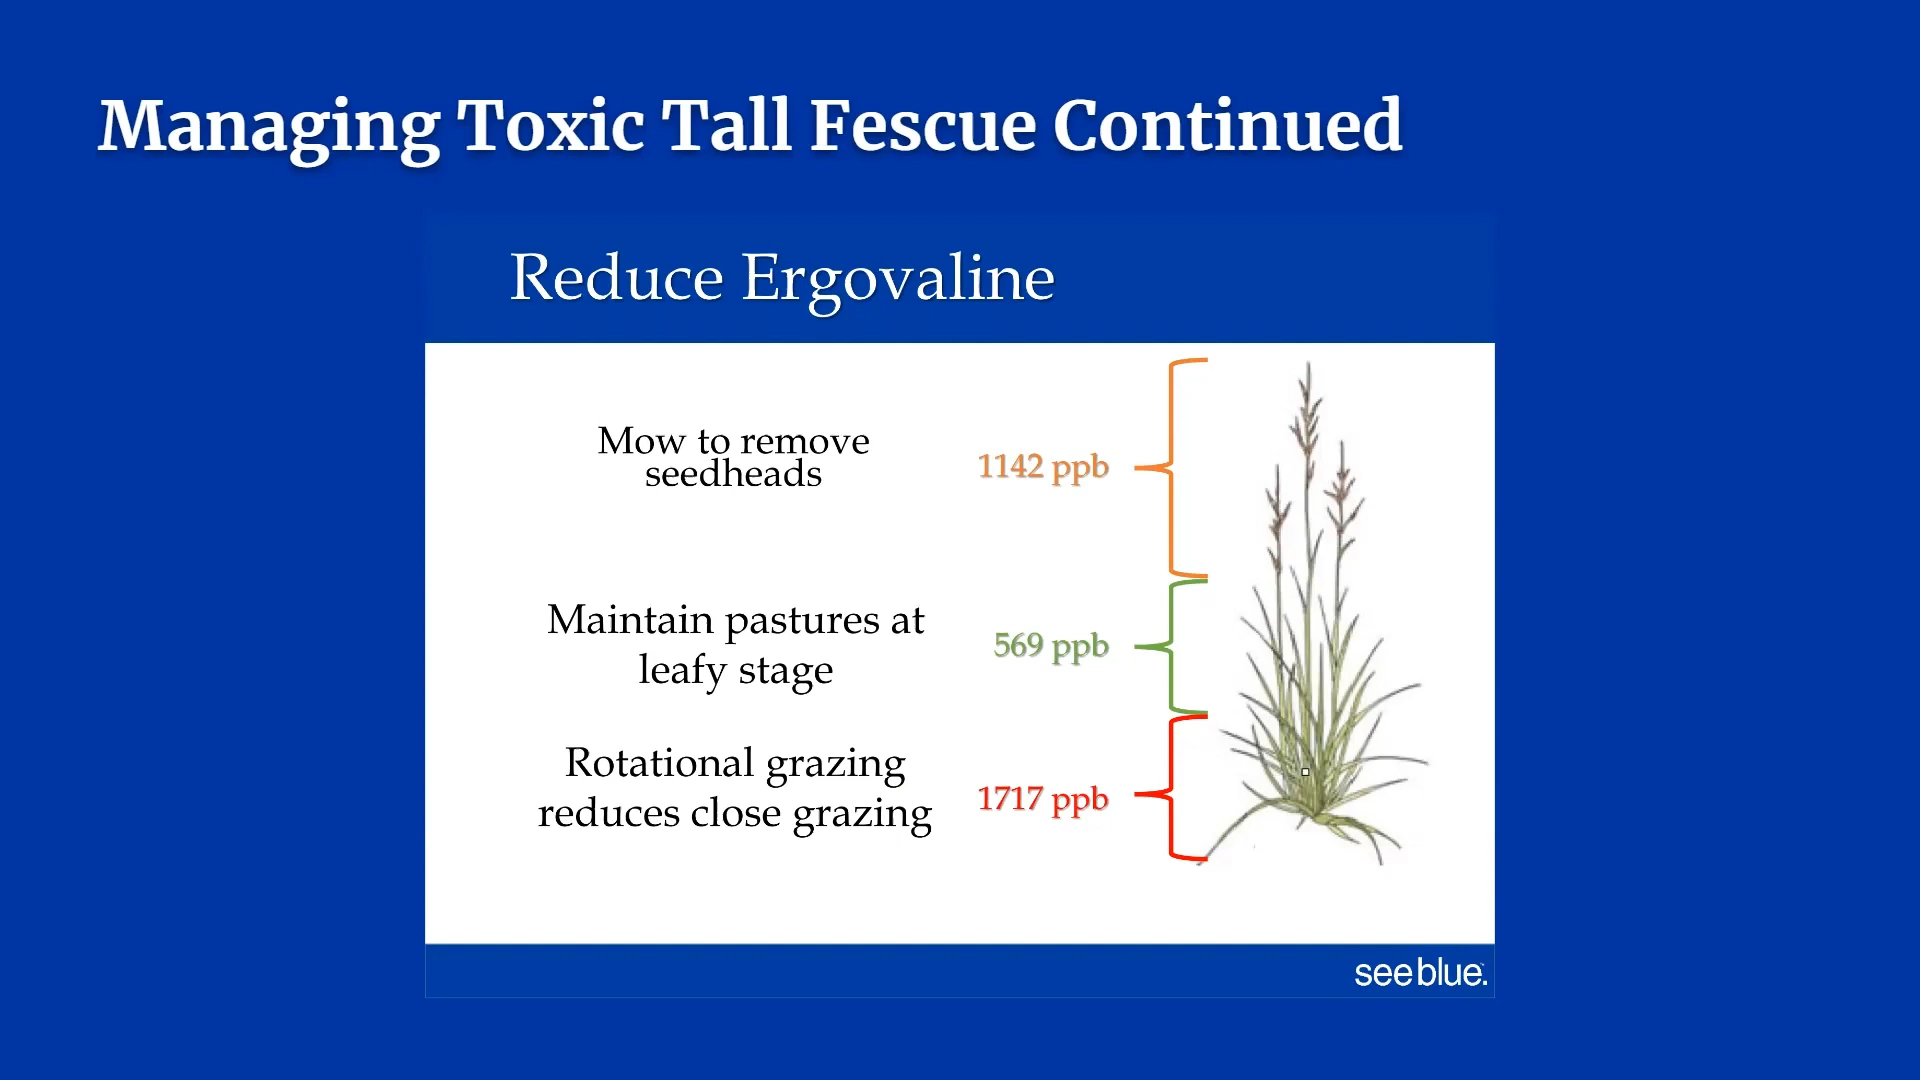 Managing Toxic Tall Fescue Continued
Reduce Ergovaline
Mow to remove
seedheads
1142 ppb
Maintain pastures at
leafy stage
569 ppb
Rotational grazing
reduces close grazing
1717 ppb
see blue.